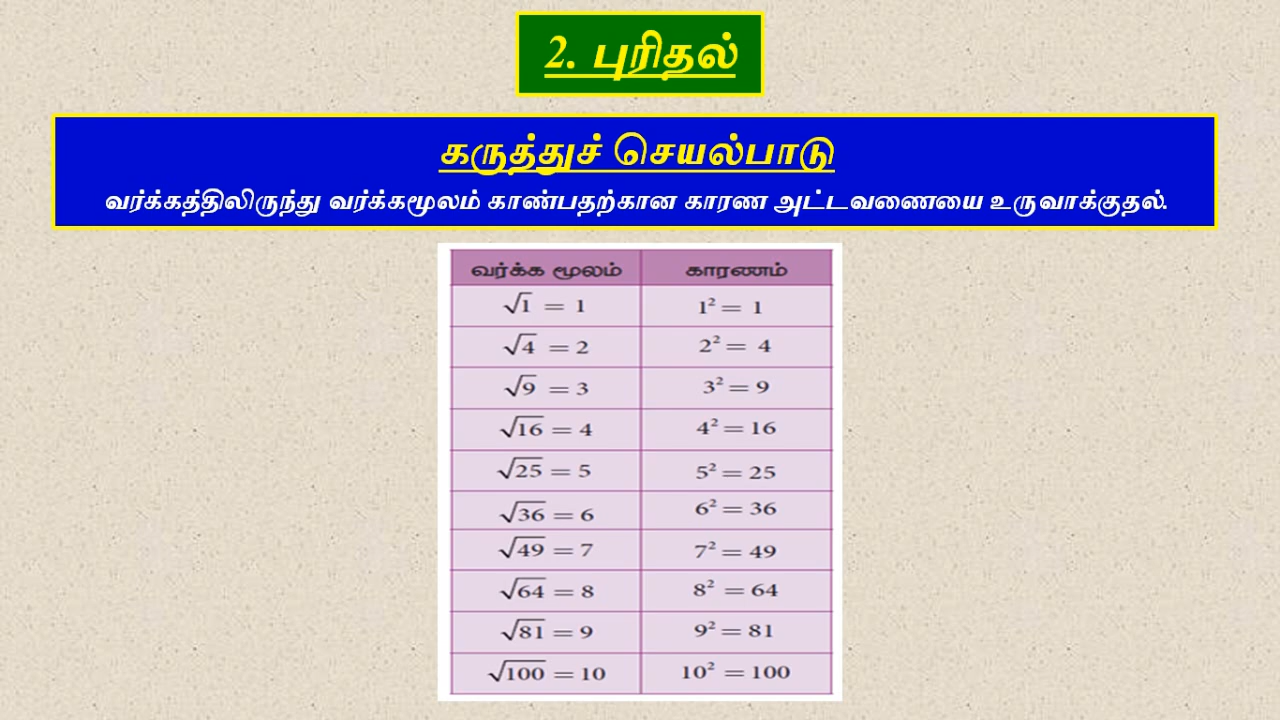 2. புரிதல்
கருத்துச் செயல்பாடு
வர்க்கத்திலிருந்து வர்க்கமூலம் காண்பதற்கான காரண அட்டவணையை உருவாக்குதல்.
வர்க்க மூலம் காரணம்
√1 = 1 1² = 1
√4 = 2 2² = 4
√9 = 3 3² = 9
√16 = 4 4² = 16
√25 = 5 5² = 25
√36 = 6 6² = 36
√49 = 7 7² = 49
√64 = 8 8² = 64
√81 = 9 9² = 81
√100 = 10 10² = 100